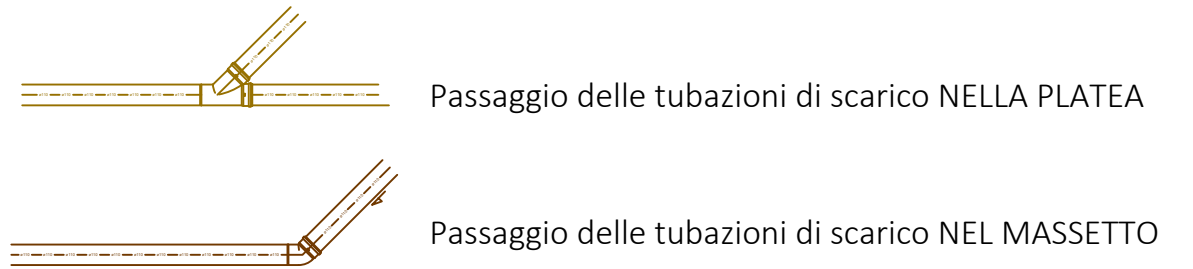 Passaggio delle tubazioni di scarico NELLA PLATEA
Passaggio delle tubazioni di scarico NEL MASSETTO